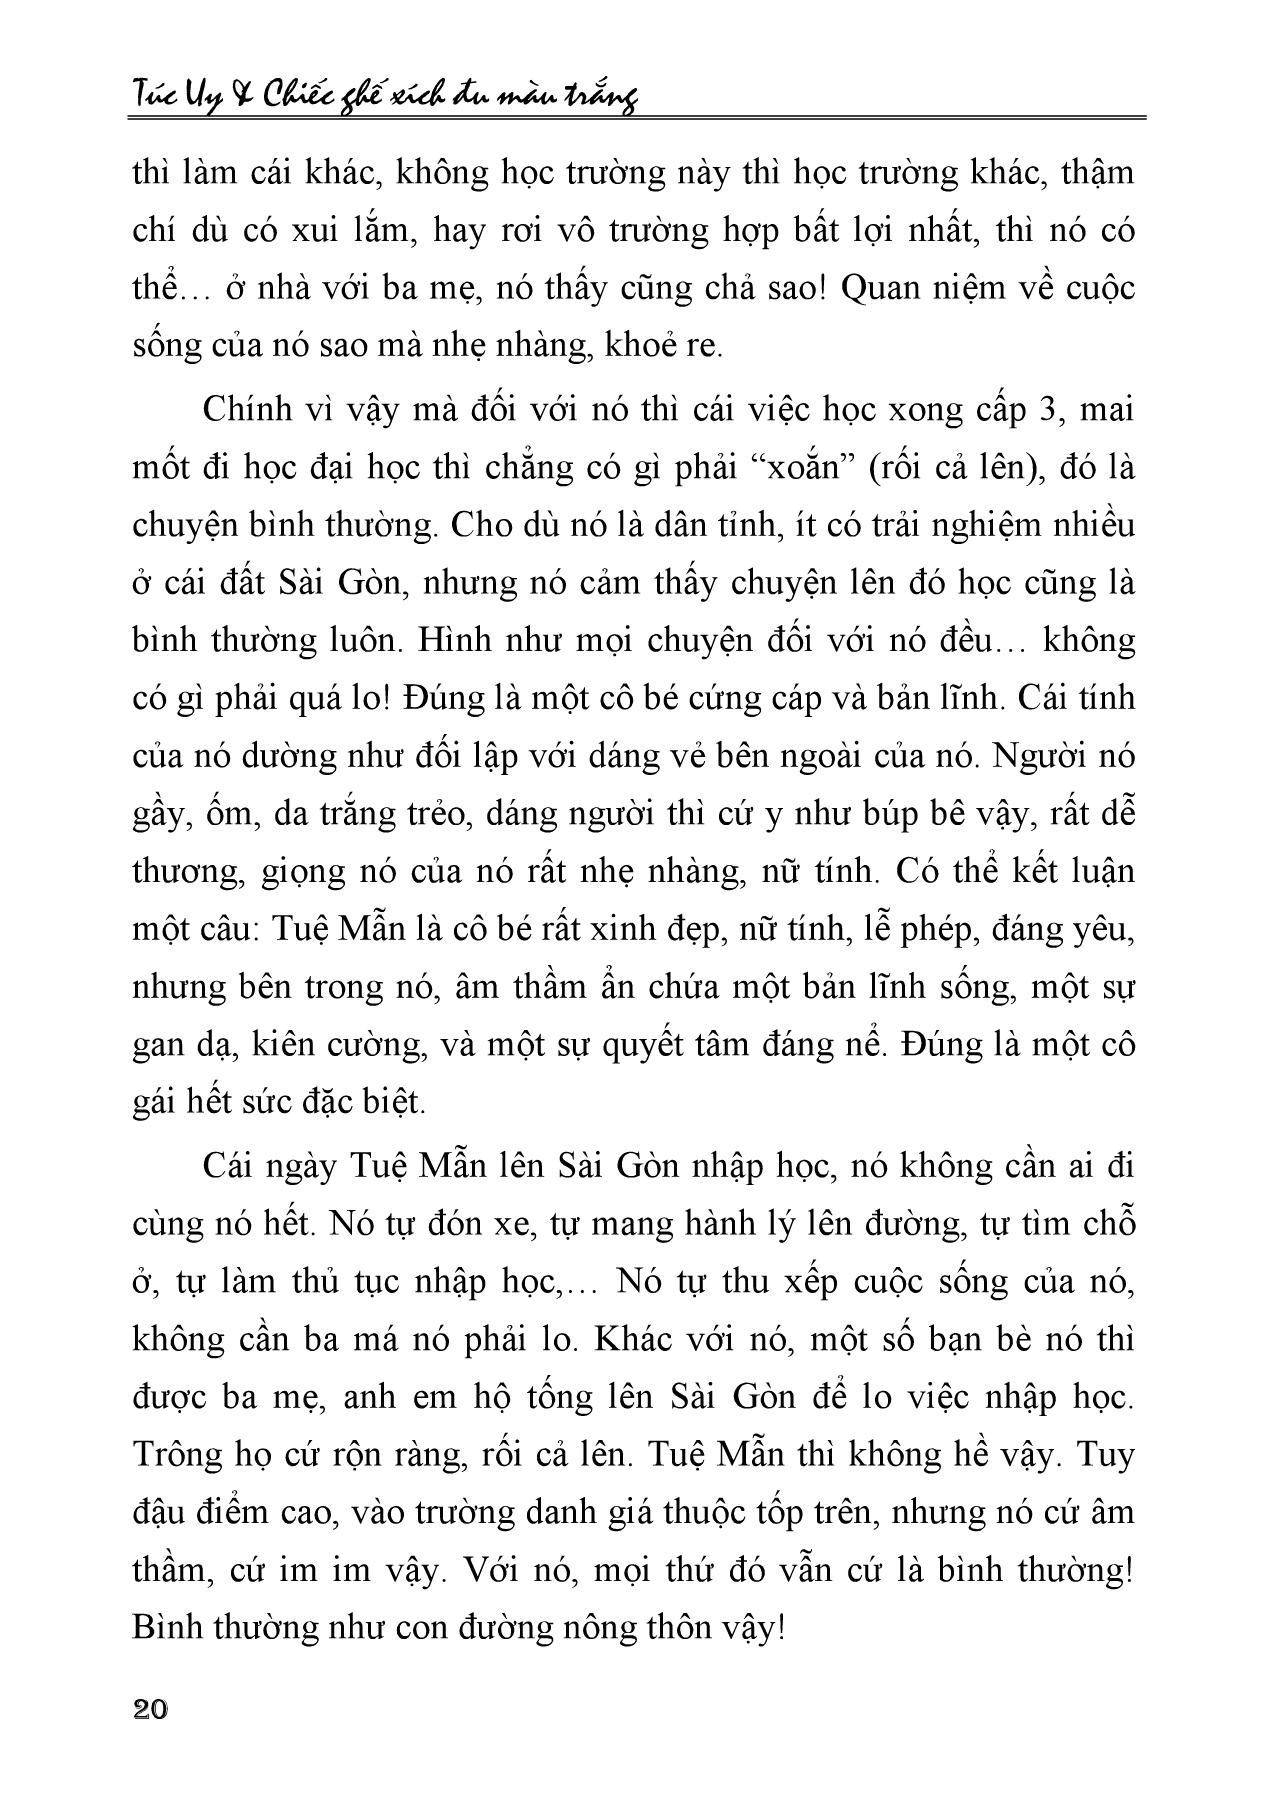 Túc Uy & Chiếc ghế xích đu màu trắng
thì làm cái khác, không học trường này thì học trường khác, thậm
chí dù có xui lắm, hay rơi vô trường hợp bất lợi nhất, thì nó có
thể… ở nhà với ba mẹ, nó thấy cũng chả sao! Quan niệm về cuộc
sống của nó sao mà nhẹ nhàng, khoẻ re.
Chính vì vậy mà đối với nó thì cái việc học xong cấp 3, mai
mốt đi học đại học thì chẳng có gì phải “xoắn” (rối cả lên), đó là
chuyện bình thường. Cho dù nó là dân tỉnh, ít có trải nghiệm nhiều
ở cái đất Sài Gòn, nhưng nó cảm thấy chuyện lên đó học cũng là
bình thường luôn. Hình như mọi chuyện đối với nó đều… không
có gì phải quá lo! Đúng là một cô bé cứng cáp và bản lĩnh. Cái tính
của nó dường như đối lập với dáng vẻ bên ngoài của nó. Người nó
gầy, ốm, da trắng trẻo, dáng người thì cứ y như búp bê vậy, rất dễ
thương, giọng nó của nó rất nhẹ nhàng, nữ tính. Có thể kết luận
một câu: Tuệ Mẫn là cô bé rất xinh đẹp, nữ tính, lễ phép, đáng yêu,
nhưng bên trong nó, âm thầm ẩn chứa một bản lĩnh sống, một sự
gan dạ, kiên cường, và một sự quyết tâm đáng nể. Đúng là một cô
gái hết sức đặc biệt.
Cái ngày Tuệ Mẫn lên Sài Gòn nhập học, nó không cần ai đi
cùng nó hết. Nó tự đón xe, tự mang hành lý lên đường, tự tìm chỗ
ở, tự làm thủ tục nhập học,… Nó tự thu xếp cuộc sống của nó,
không cần ba má nó phải lo. Khác với nó, một số bạn bè nó thì
được ba mẹ, anh em hộ tống lên Sài Gòn để lo việc nhập học.
Trông họ cứ rộn ràng, rối cả lên. Tuệ Mẫn thì không hề vậy. Tuy
đậu điểm cao, vào trường danh giá thuộc tốp trên, nhưng nó cứ âm
thầm, cứ im im vậy. Với nó, mọi thứ đó vẫn cứ là bình thường!
Bình thường như con đường nông thôn vậy!
20